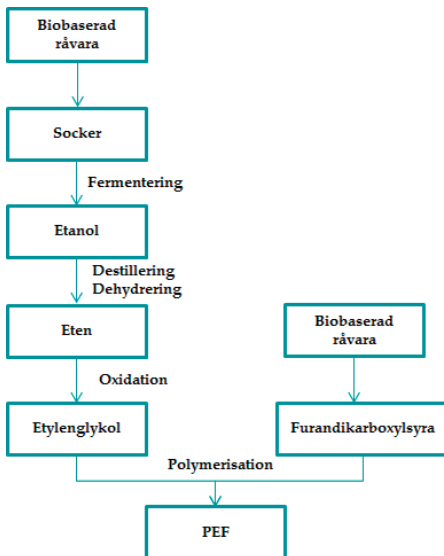 Biobaserad
råvara
Socker
Fermentering
Etanol
Destillering
Dehydrering
Eten
Biobaserad
råvara
Oxidation
Etylenglykol
Furandikarboxylsyra
Polymerisation
PEF